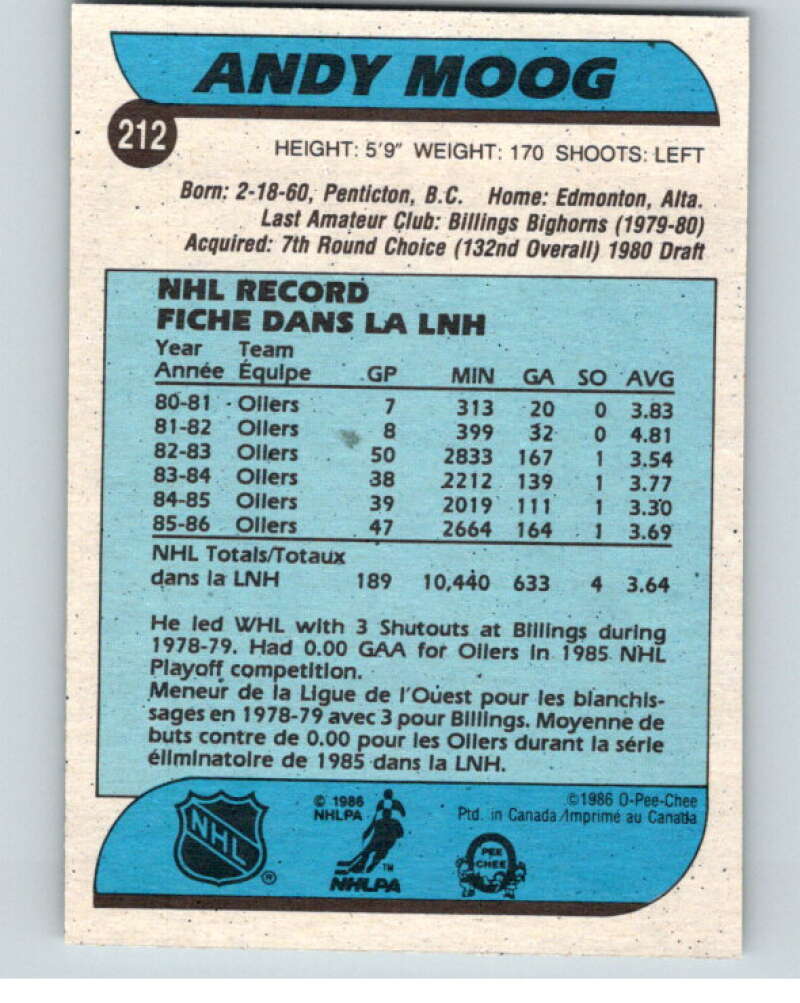 ANDY MOOG
212
HEIGHT: 5'9" WEIGHT: 170 SHOOTS: LEFT
Born: 2-18-60, Penticton, B.C. Home: Edmonton, Alta.
Last Amateur Club: Billings Bighorns (1979-80)
Acquired: 7th Round Choice (132nd Overall) 1980 Draft
NHL RECORD
FICHE DANS LA LNH
Year Team
Année Équipe GP MIN GA SO AVG
80-81 Oilers 7 313 20 0 3.83
81-82 Oilers 8 399 32 0 4.81
82-83 Oilers 50 2833 167 1 3.54
83-84 Oilers 38 2212 139 1 3.77
84-85 Oilers 39 2019 111 1 3.30
85-86 Oilers 47 2664 164 1 3.69
NHL Totals/Totaux
dans la LNH 189 10,440 633 4 3.64
He led WHL with 3 Shutouts at Billings during
1978-79. Had 0.00 GAA for Oilers in 1985 NHL
Playoff competition.
Meneur de la Ligue de l'Ouest pour les blanchis-
sages en 1978-79 avec 3 pour Billings. Moyenne de
buts contre de 0.00 pour les Oilers durant la série
éliminatoire de 1985 dans la LNH.
NHL ®
© 1986
NHLPA
TM
NHLPA
©1986 O-Pee-Chee
Ptd. in Canada/Imprimé au Canada
PEE
CHEE